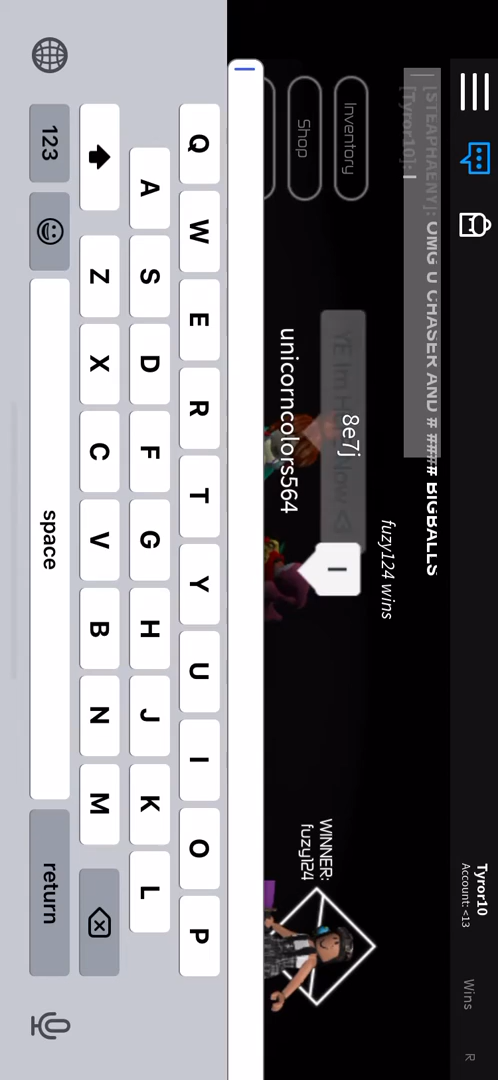 Tyror10
Account: <13
Wins
R
[STEAPHAENY]: OMG U CHASER AND # #### BIGBALLS
[Tyror10]: I
fuzy124 wins
Inventory
Shop
8e7j
unicorncolors564
I
WINNER:
fuzy124
Q W E R T Y U I O P
A S D F G H J K L
Z X C V B N M
123
space
return